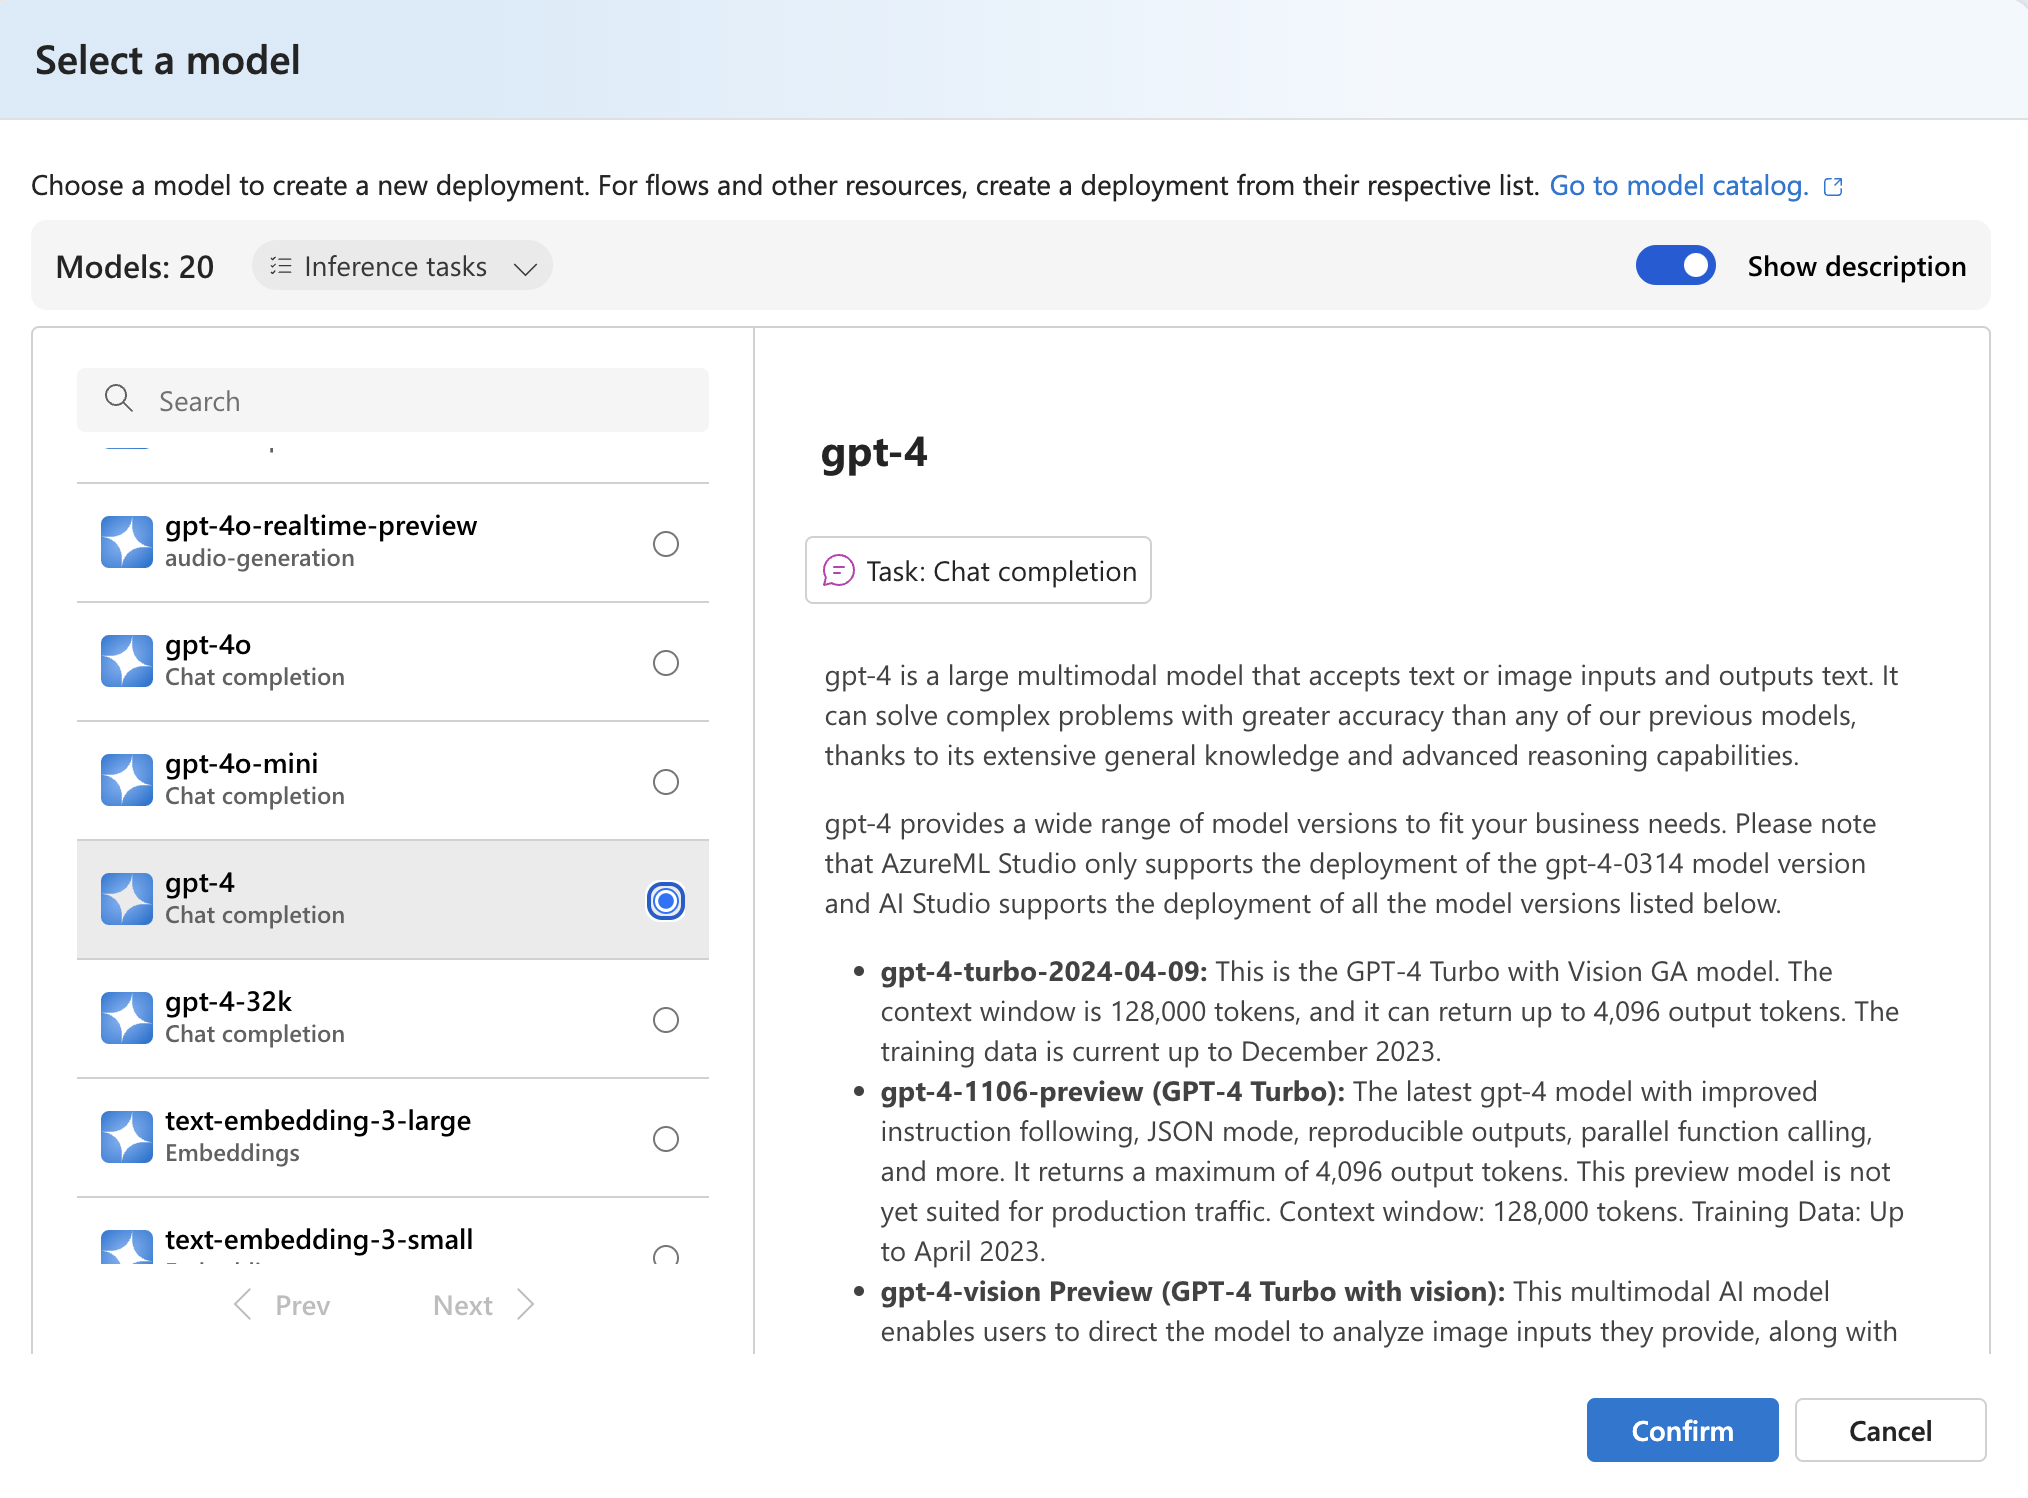 Select a model
Choose a model to create a new deployment. For flows and other resources, create a deployment from their respective list. Go to model catalog.
Models: 20
Inference tasks
Show description
Search
gpt-4o-realtime-preview
audio-generation
gpt-4o
Chat completion
gpt-4o-mini
Chat completion
gpt-4
Chat completion
gpt-4-32k
Chat completion
text-embedding-3-large
Embeddings
text-embedding-3-small
Prev
Next
gpt-4
Task: Chat completion
gpt-4 is a large multimodal model that accepts text or image inputs and outputs text. It
can solve complex problems with greater accuracy than any of our previous models,
thanks to its extensive general knowledge and advanced reasoning capabilities.
gpt-4 provides a wide range of model versions to fit your business needs. Please note
that AzureML Studio only supports the deployment of the gpt-4-0314 model version
and AI Studio supports the deployment of all the model versions listed below.
• gpt-4-turbo-2024-04-09: This is the GPT-4 Turbo with Vision GA model. The
context window is 128,000 tokens, and it can return up to 4,096 output tokens. The
training data is current up to December 2023.
• gpt-4-1106-preview (GPT-4 Turbo): The latest gpt-4 model with improved
instruction following, JSON mode, reproducible outputs, parallel function calling,
and more. It returns a maximum of 4,096 output tokens. This preview model is not
yet suited for production traffic. Context window: 128,000 tokens. Training Data: Up
to April 2023.
• gpt-4-vision Preview (GPT-4 Turbo with vision): This multimodal AI model
enables users to direct the model to analyze image inputs they provide, along with
Confirm
Cancel